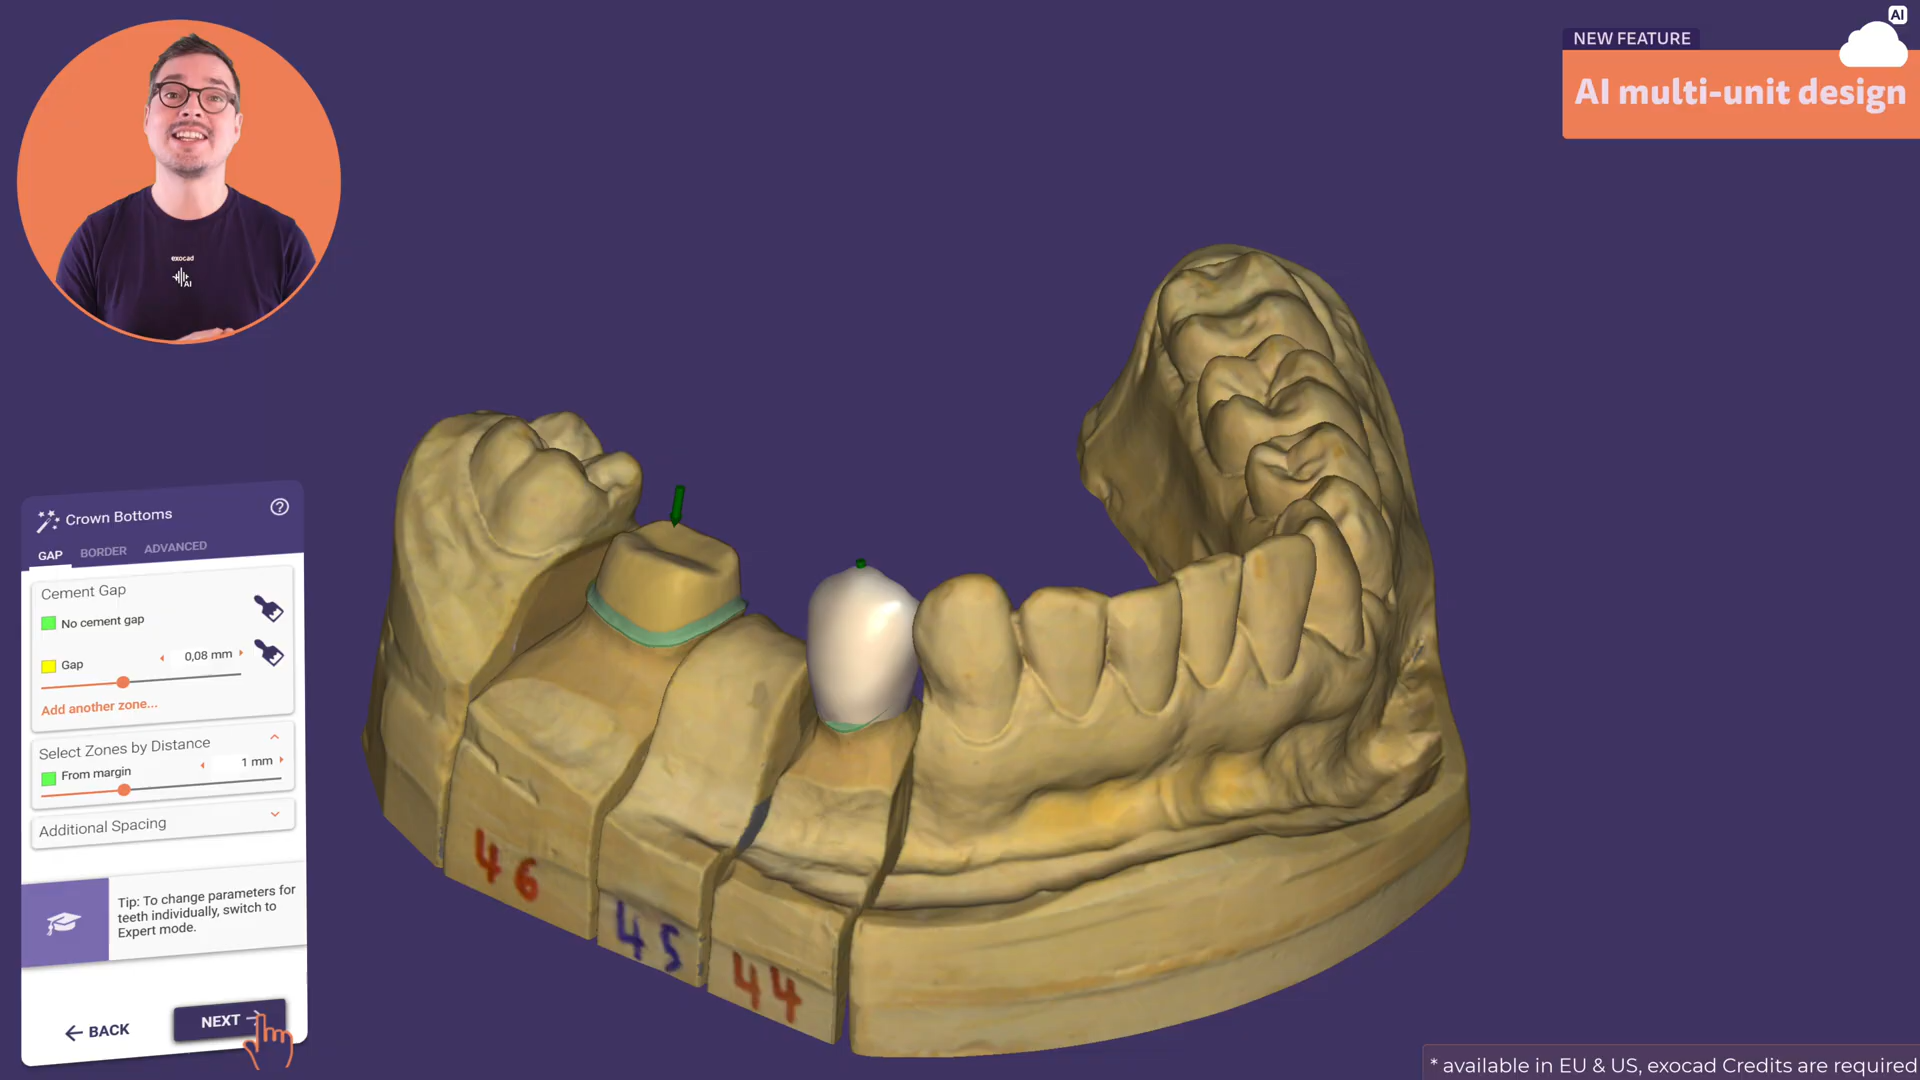 AI
NEW FEATURE
AI multi-unit design
exocad
AI
Crown Bottoms
GAP BORDER ADVANCED
Cement Gap
No cement gap
Gap 0,08 mm
Add another zone...
Select Zones by Distance
From margin 1 mm
Additional Spacing
Tip: To change parameters for
teeth individually, switch to
Expert mode.
BACK NEXT
46
45
44
* available in EU & US, exocad Credits are required